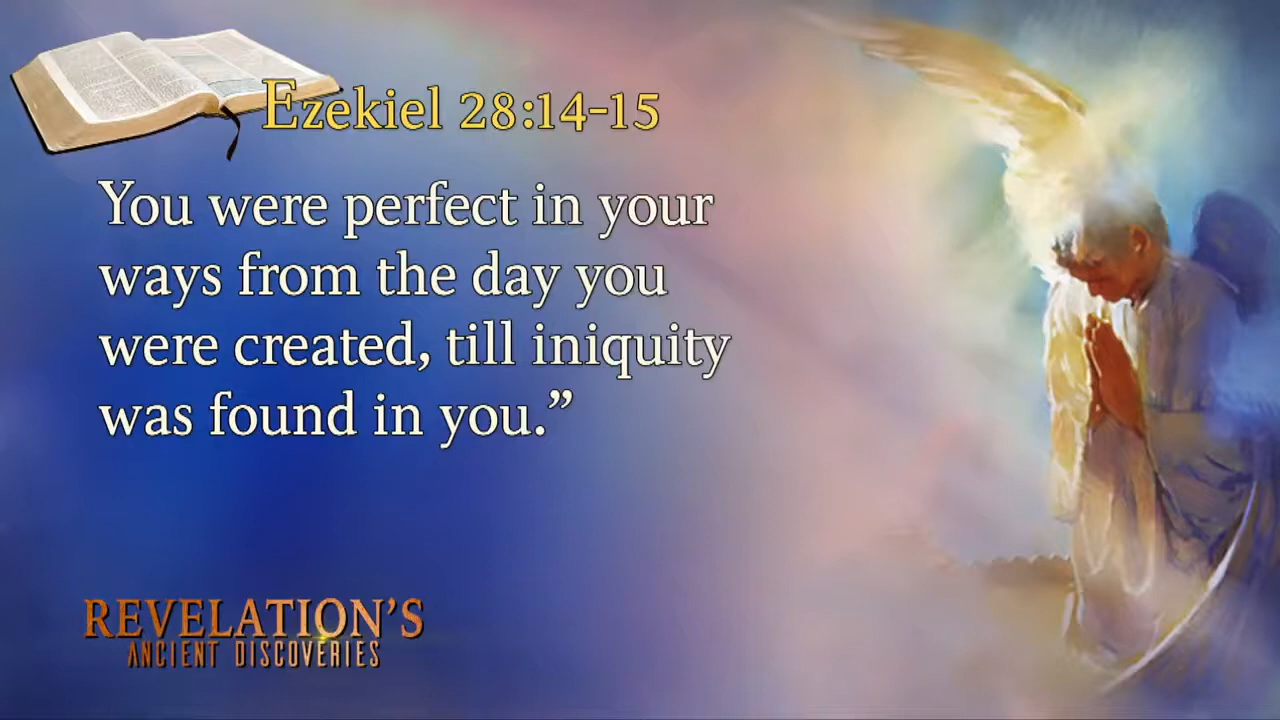 Ezekiel 28:14-15
You were perfect in your
ways from the day you
were created, till iniquity
was found in you.”
REVELATION’S
ANCIENT DISCOVERIES